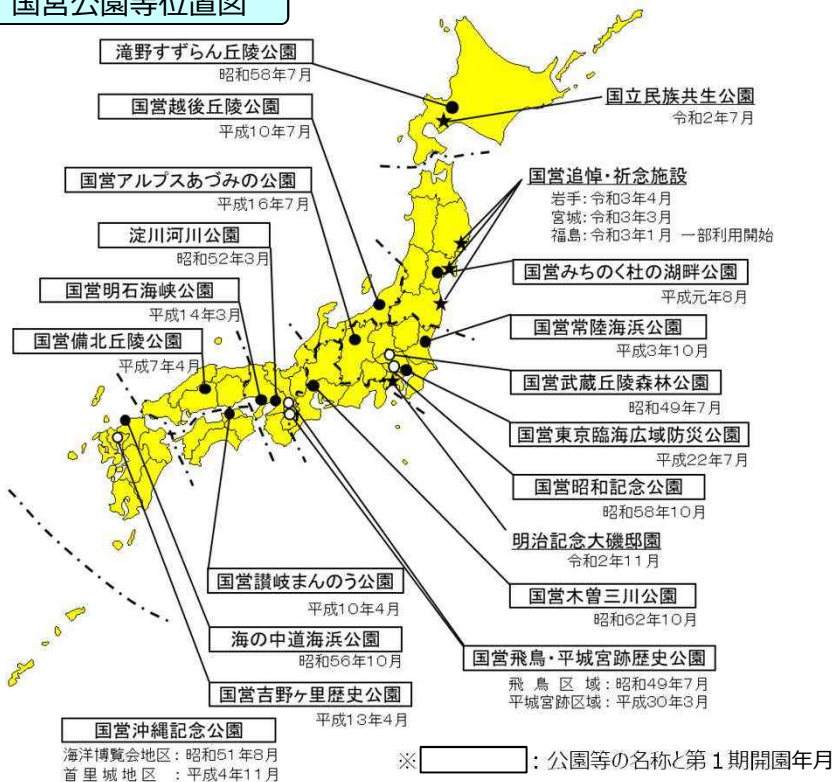 国営公園等位置図
滝野すずらん丘陵公園
昭和58年7月
国営越後丘陵公園
平成10年7月
国営アルプスあづみの公園
平成16年7月
淀川河川公園
昭和52年3月
国営明石海峡公園
平成14年3月
国営備北丘陵公園
平成7年4月
国立民族共生公園
令和2年7月
国営追悼・祈念施設
岩手:令和3年4月
宮城:令和3年3月
福島:令和3年1月 一部利用開始
国営みちのく杜の湖畔公園
平成元年8月
国営常陸海浜公園
平成3年10月
国営武蔵丘陵森林公園
昭和49年7月
国営東京臨海広域防災公園
平成22年7月
国営昭和記念公園
昭和58年10月
明治記念大磯邸園
令和2年11月
国営木曽三川公園
昭和62年10月
国営飛鳥・平城宮跡歴史公園
飛鳥区域:昭和49年7月
平城宮跡区域:平成30年3月
国営讃岐まんのう公園
平成10年4月
海の中道海浜公園
昭和56年10月
国営吉野ヶ里歴史公園
平成13年4月
国営沖縄記念公園
海洋博覧会地区:昭和51年8月
首里城地区:平成4年11月
※ :公園等の名称と第1期開園年月